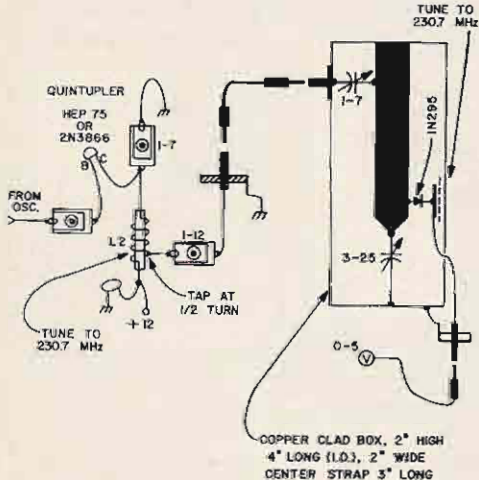 TUNE TO
230.7 MHz
QUINTUPLER
HEP 75
OR
2N3866
B
C
1-7
1-7
1N295
FROM
OSC.
L2
1-12
3-25
TAP AT
1/2 TURN
+12
TUNE TO
230.7 MHz
0-5
V
COPPER CLAD BOX, 2" HIGH
4" LONG (I.D.), 2" WIDE
CENTER STRAP 3" LONG